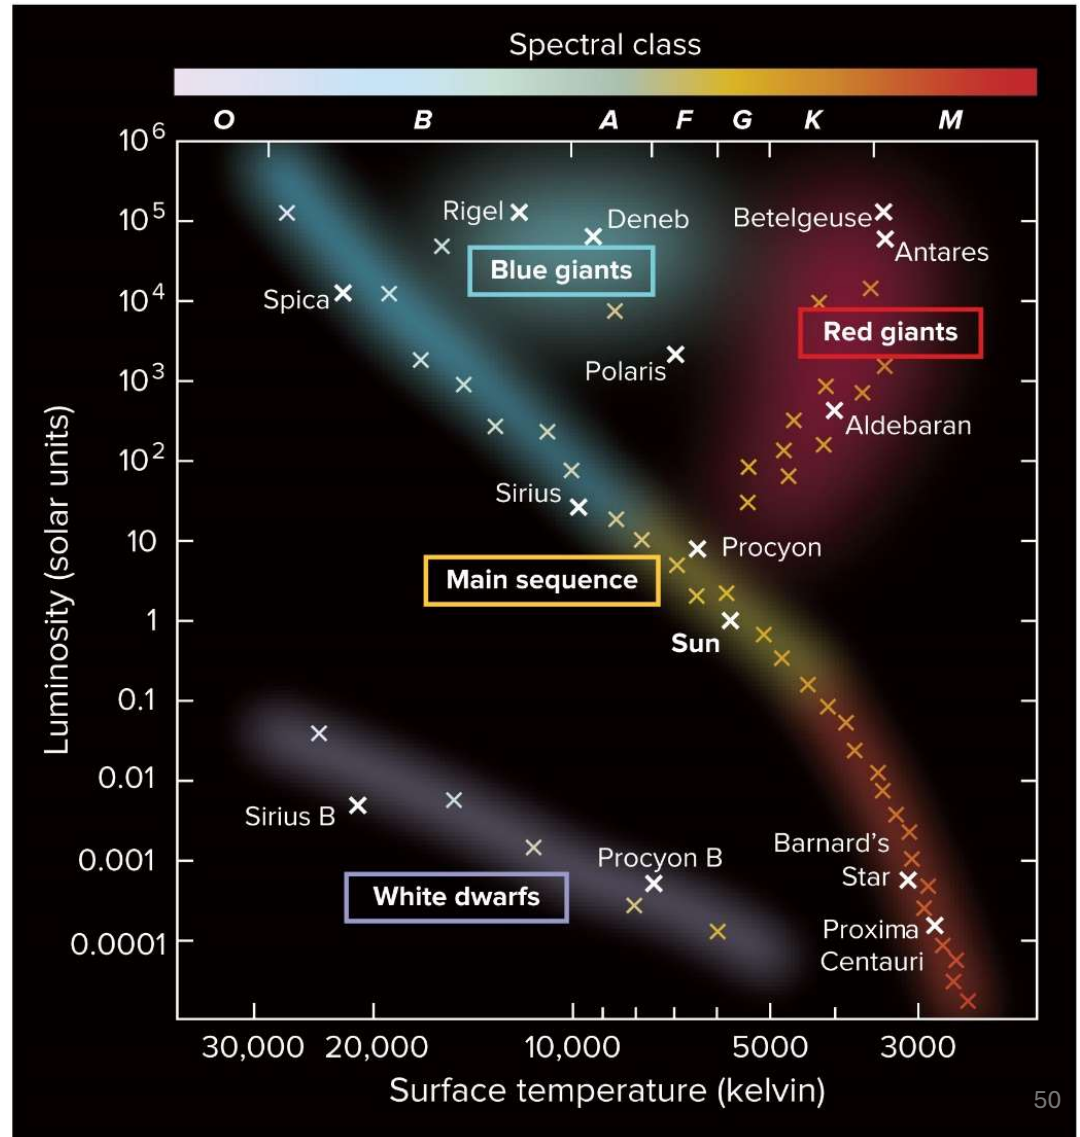 Spectral class
O B A F G K M
10⁶
10⁵
10⁴
10³
10²
10
1
0.1
0.01
0.001
0.0001
Luminosity (solar units)
Rigel
Deneb
Betelgeuse
Antares
Blue giants
Spica
Red giants
Polaris
Aldebaran
Sirius
Procyon
Main sequence
Sun
Sirius B
Barnard’s
Star
Procyon B
White dwarfs
Proxima
Centauri
30,000 20,000 10,000 5000 3000
Surface temperature (kelvin)
50